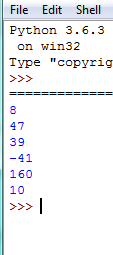 File Edit Shell
Python 3.6.3
on win32
Type "copyrig
>>>
=============
8
47
39
-41
160
10
>>>